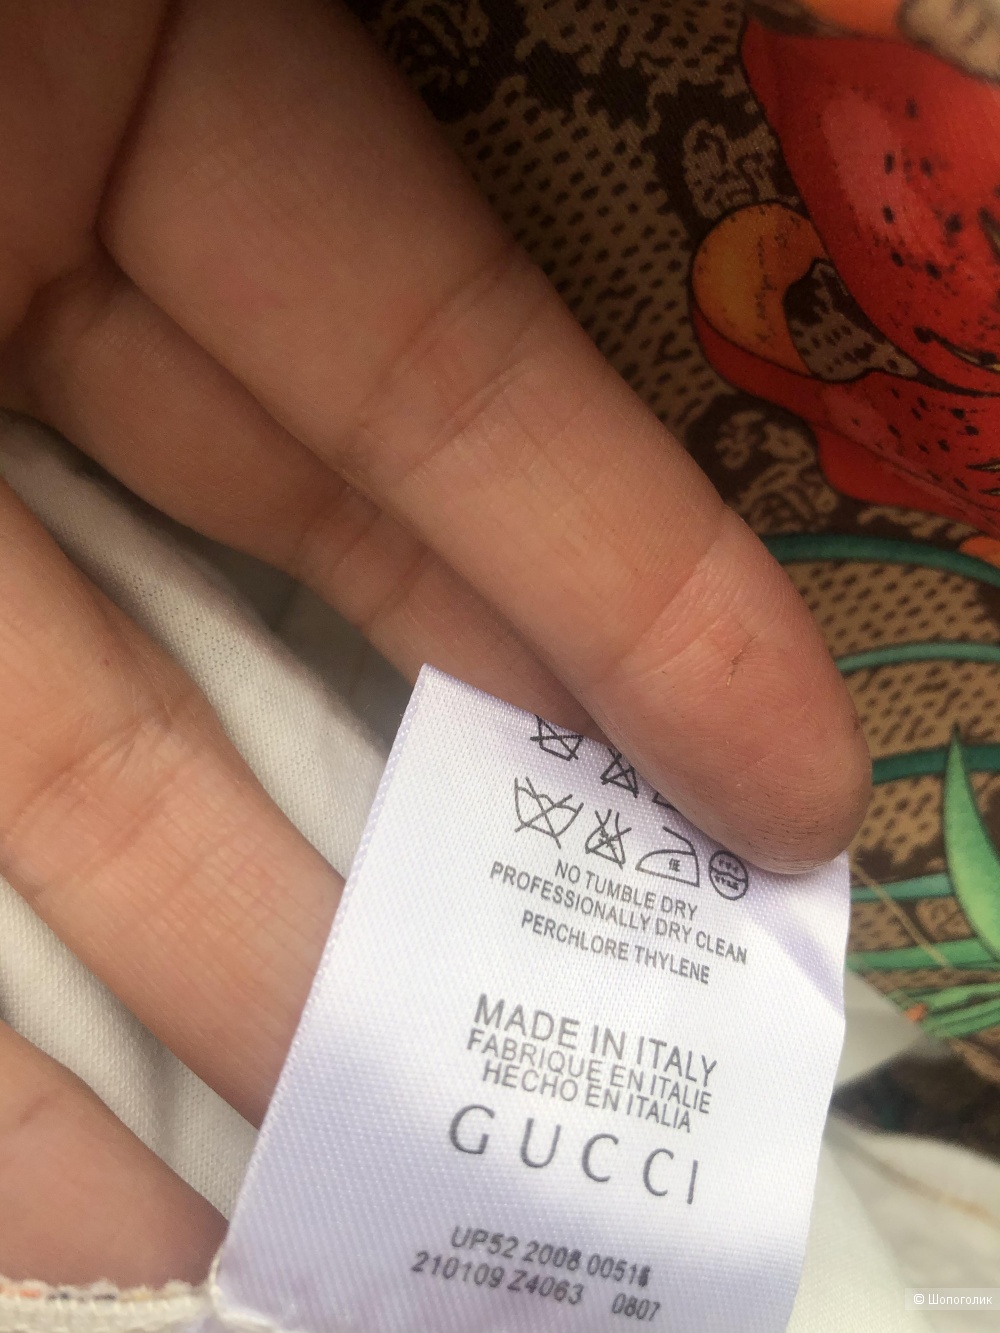 低
NO TUMBLE DRY
PROFESSIONALLY DRY CLEAN
PERCHLORE THYLENE
MADE IN ITALY
FABRIQUE EN ITALIE
HECHO EN ITALIA
GUCCI
UP52 2008
210109 Z4063 0807
© Шопоголик